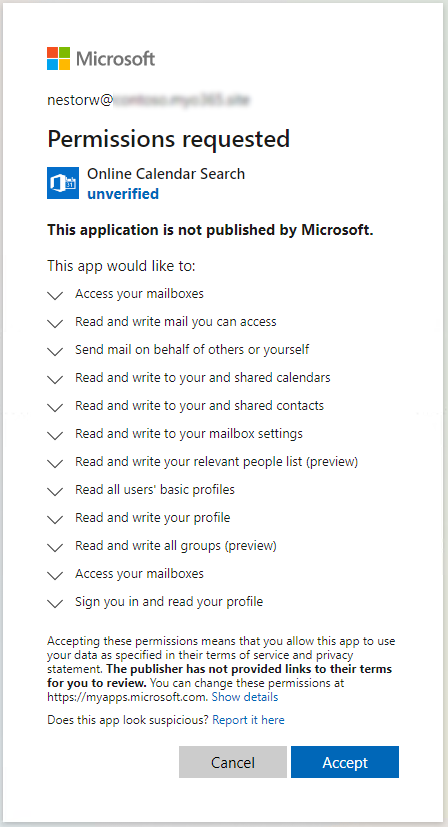 Microsoft
nestorw@
Permissions requested
Online Calendar Search
unverified
This application is not published by Microsoft.
This app would like to:
Access your mailboxes
Read and write mail you can access
Send mail on behalf of others or yourself
Read and write to your and shared calendars
Read and write to your and shared contacts
Read and write to your mailbox settings
Read and write your relevant people list (preview)
Read all users' basic profiles
Read and write your profile
Read and write all groups (preview)
Access your mailboxes
Sign you in and read your profile
Accepting these permissions means that you allow this app to use
your data as specified in their terms of service and privacy
statement. The publisher has not provided links to their terms
for you to review. You can change these permissions at
https://myapps.microsoft.com. Show details
Does this app look suspicious? Report it here
Cancel
Accept